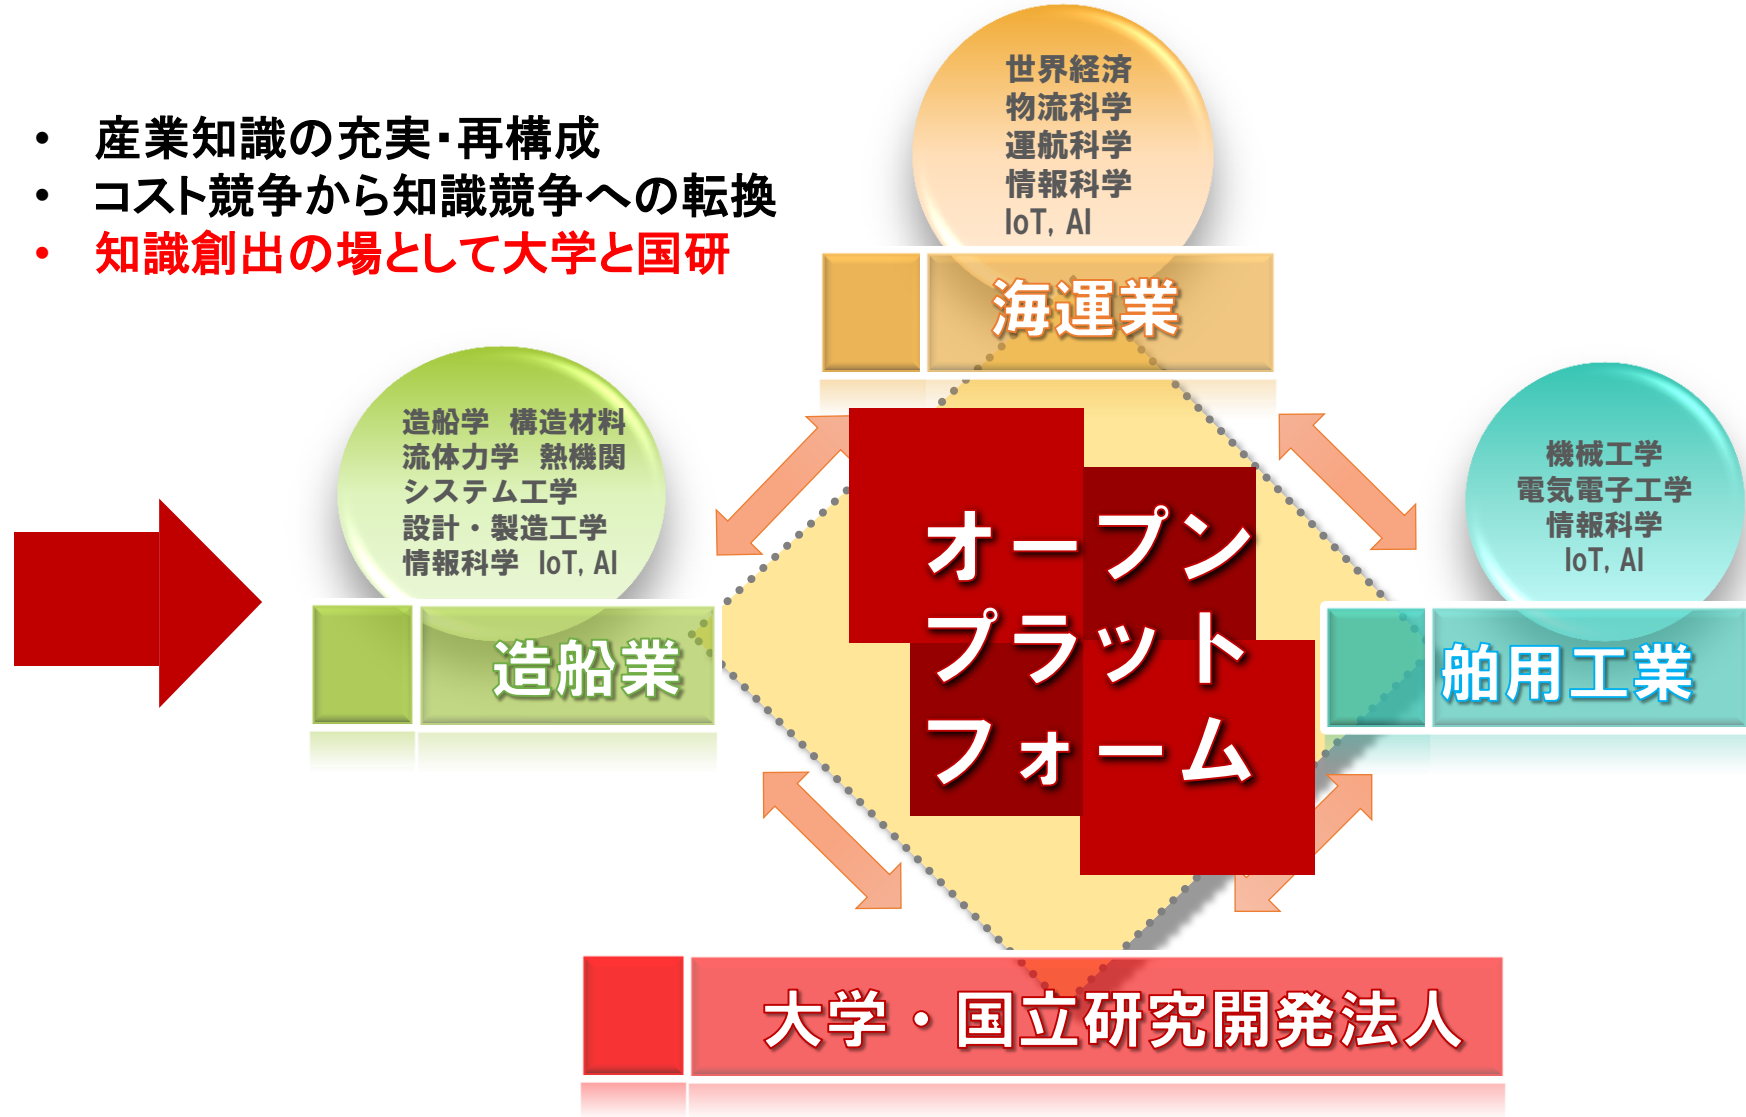 • 産業知識の充実・再構成
• コスト競争から知識競争への転換
• 知識創出の場として大学と国研
世界経済
物流科学
運航科学
情報科学
IoT, AI
海運業
造船学 構造材料
流体力学 熱機関
システム工学
設計・製造工学
情報科学 IoT, AI
造船業
機械工学
電気電子工学
情報科学
IoT, AI
舶用工業
オープン
プラット
フォーム
大学・国立研究開発法人